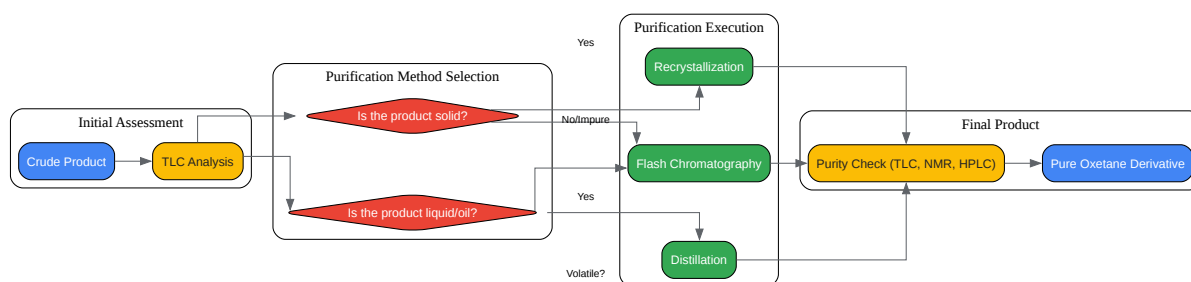 Initial Assessment
Crude Product
TLC Analysis
Purification Method Selection
Is the product solid?
Is the product liquid/oil?
Yes
No/Impure
Yes
Volatile?
Purification Execution
Recrystallization
Flash Chromatography
Distillation
Final Product
Purity Check (TLC, NMR, HPLC)
Pure Oxetane Derivative